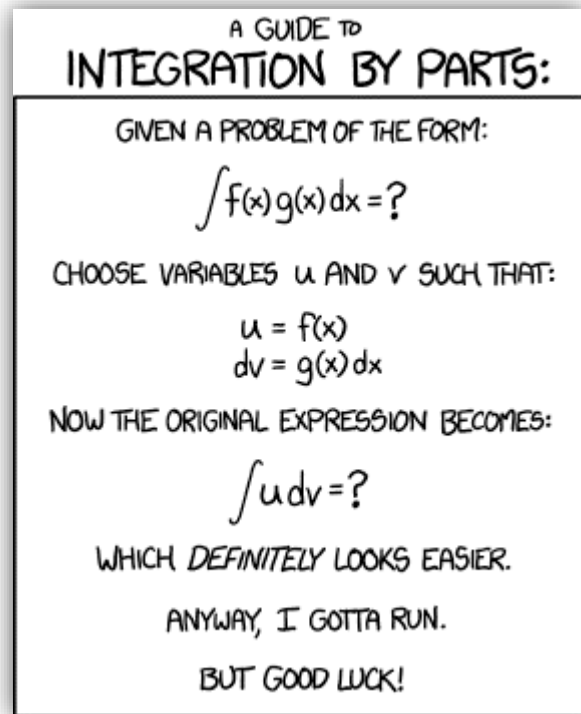 A GUIDE TO
INTEGRATION BY PARTS:
GIVEN A PROBLEM OF THE FORM:
∫f(x)g(x)dx=?
CHOOSE VARIABLES u AND v SUCH THAT:
u = f(x)
dv = g(x)dx
NOW THE ORIGINAL EXPRESSION BECOMES:
∫udv=?
WHICH DEFINITELY LOOKS EASIER.
ANYWAY, I GOTTA RUN.
BUT GOOD LUCK!